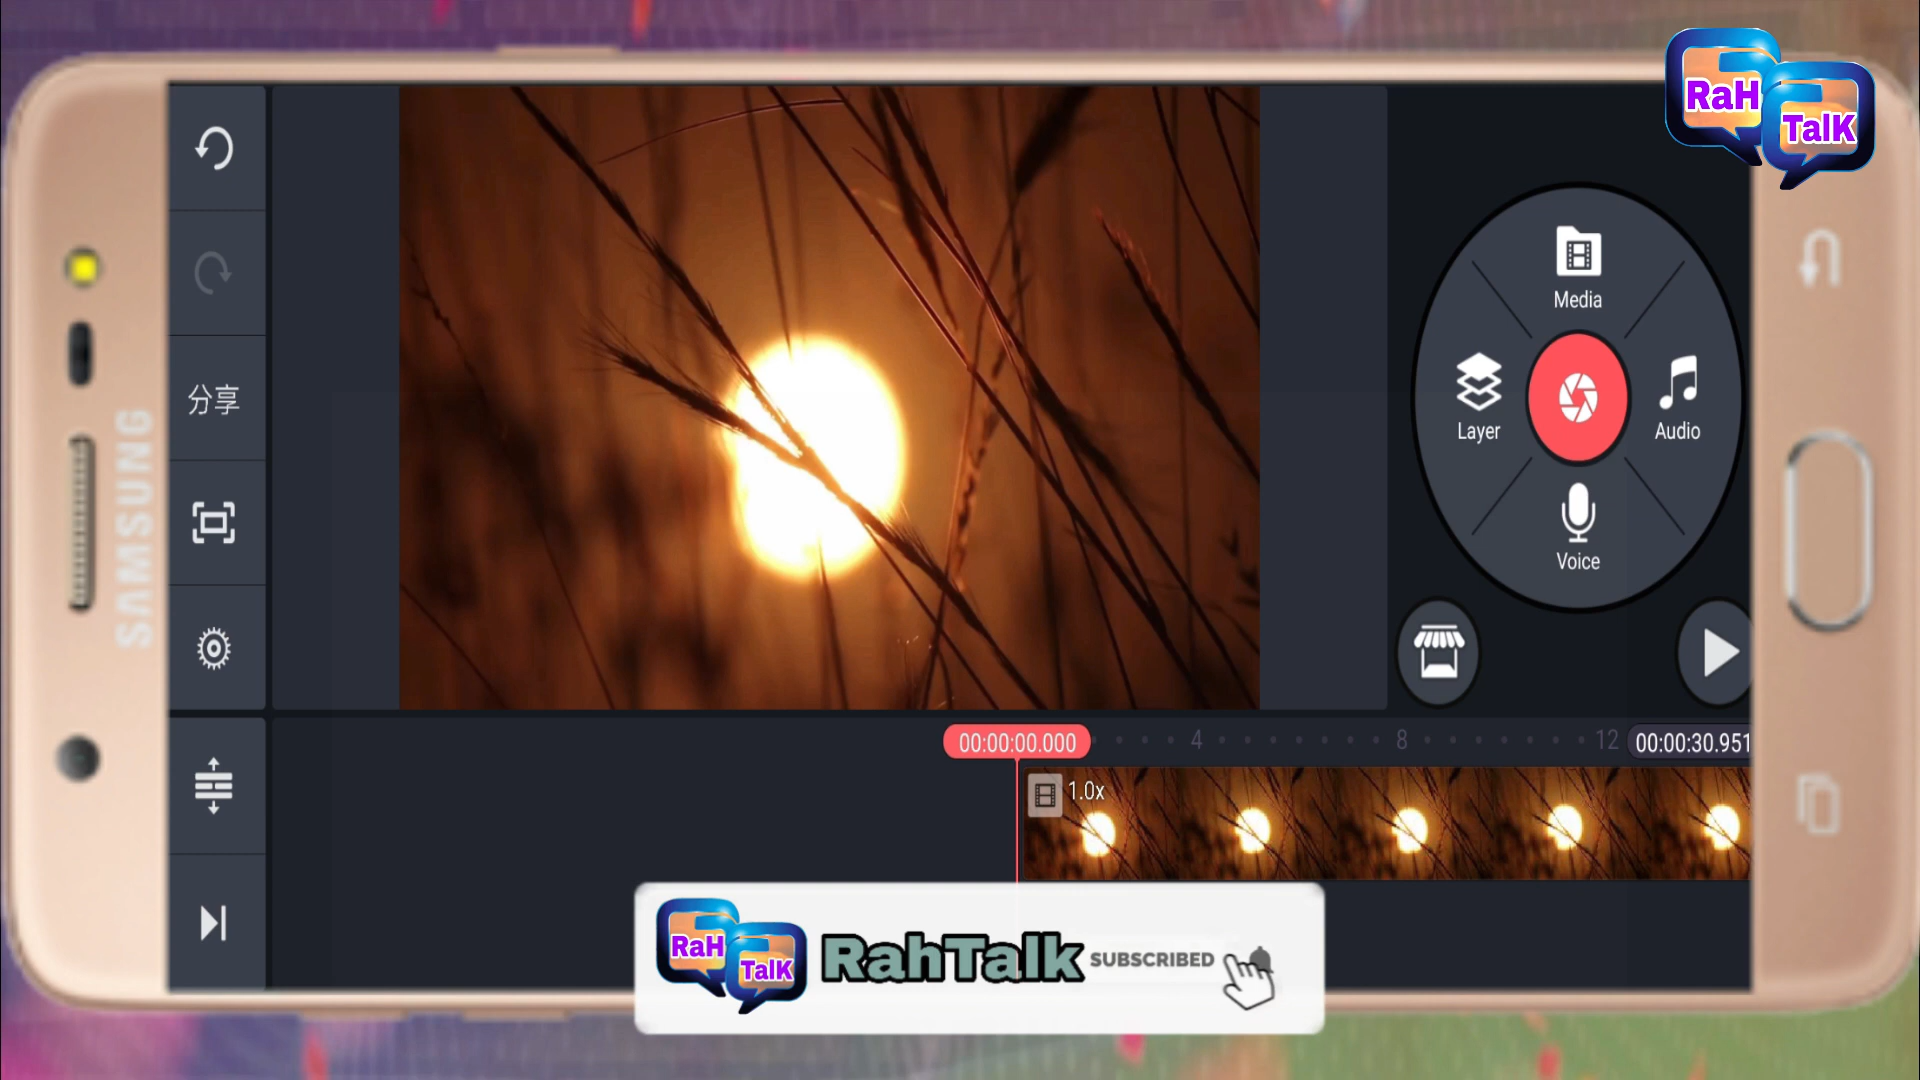 RaH
TalK
SAMSUNG
分享
Media
Layer
Audio
Voice
00:00:00.000
4
8
12
00:00:30.951
1.0x
RaH
TalK
RahTalk
SUBSCRIBED